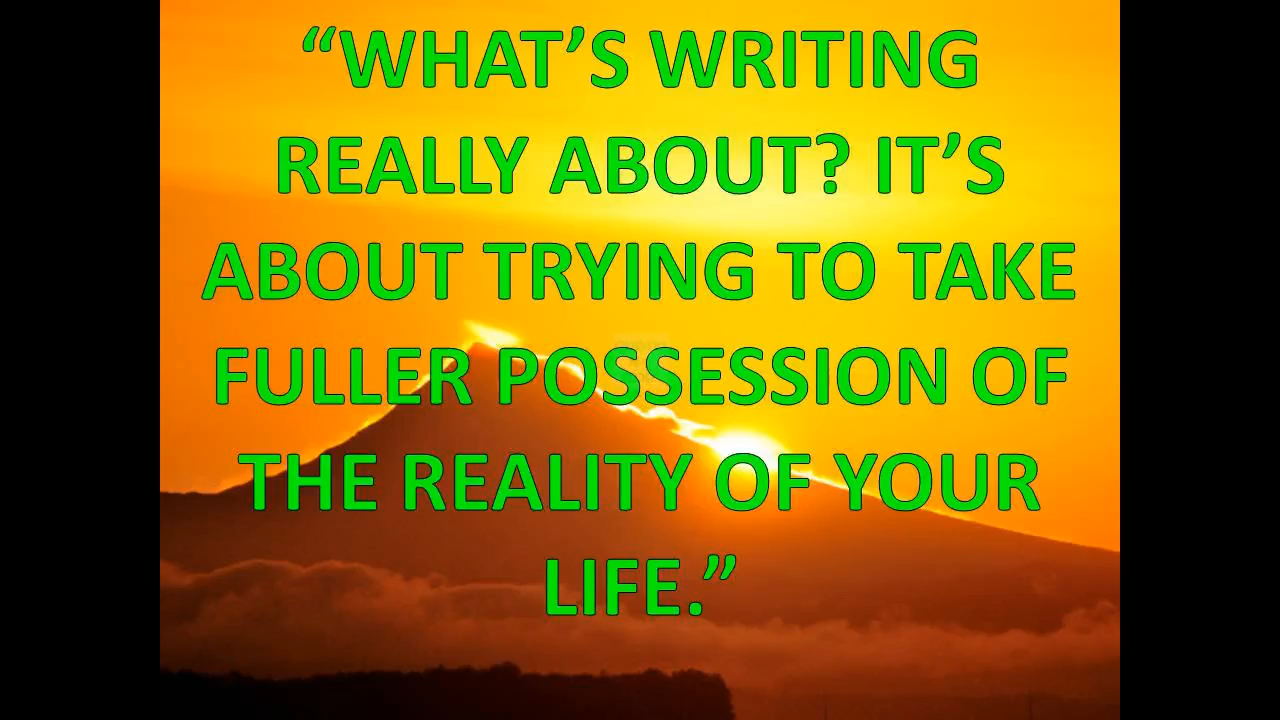 “WHAT’S WRITING
REALLY ABOUT? IT’S
ABOUT TRYING TO TAKE
FULLER POSSESSION OF
THE REALITY OF YOUR
LIFE.”